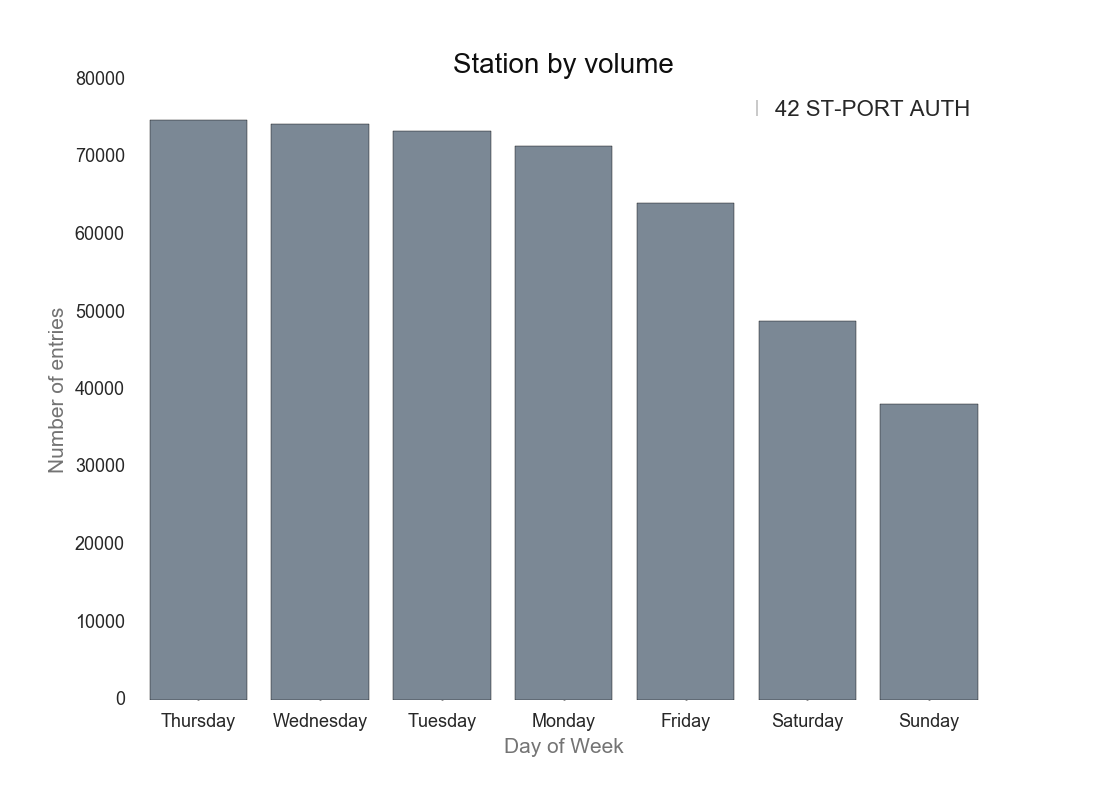 Station by volume
42 ST-PORT AUTH
80000
70000
60000
50000
40000
30000
20000
10000
0
Number of entries
Thursday Wednesday Tuesday Monday Friday Saturday Sunday
Day of Week